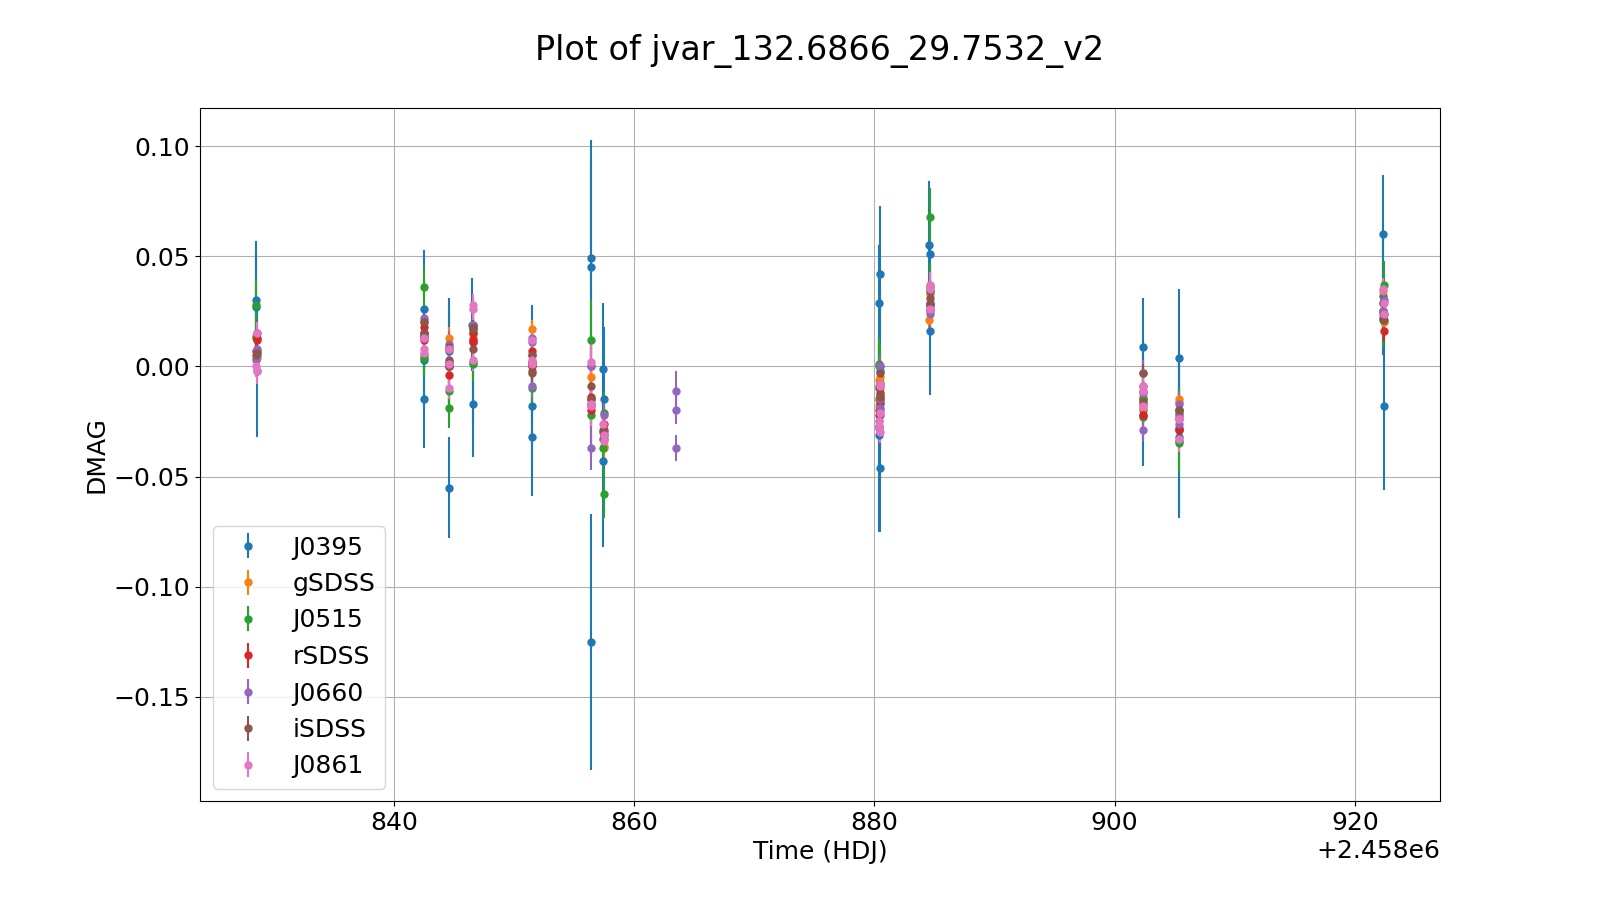 Plot of jvar_132.6866_29.7532_v2
DMAG
0.10
0.05
0.00
−0.05
−0.10
−0.15
J0395
gSDSS
J0515
rSDSS
J0660
iSDSS
J0861
840 860 880 900 920
Time (HDJ)
+2.458e6